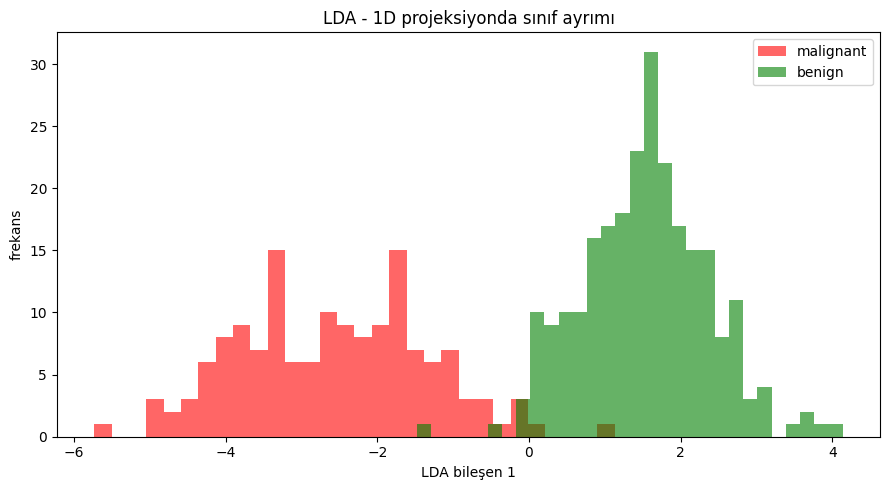 LDA - 1D projeksiyonda sınıf ayrımı
malignant
benign
frekans
30
25
20
15
10
5
0
−6
−4
−2
0
2
4
LDA bileşen 1